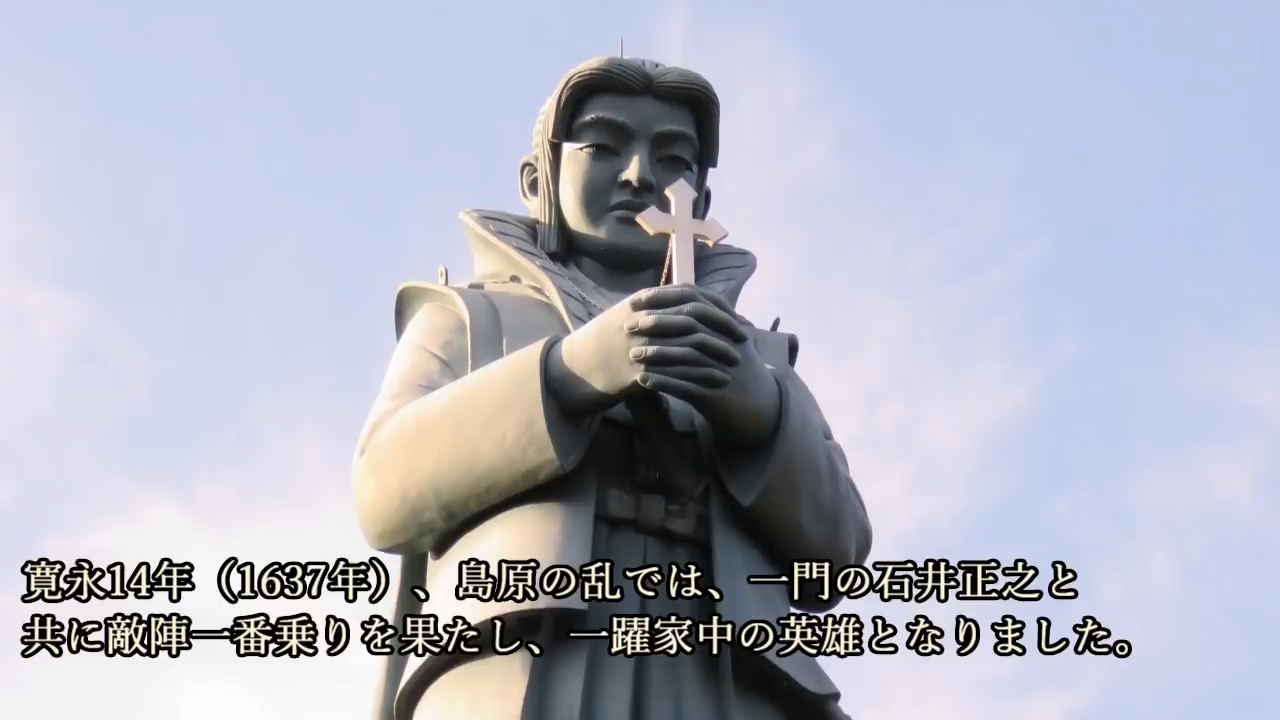 寛永14年（1637年）、島原の乱では、一門の石井正之と
共に敵陣一番乗りを果たし、一躍家中の英雄となりました。